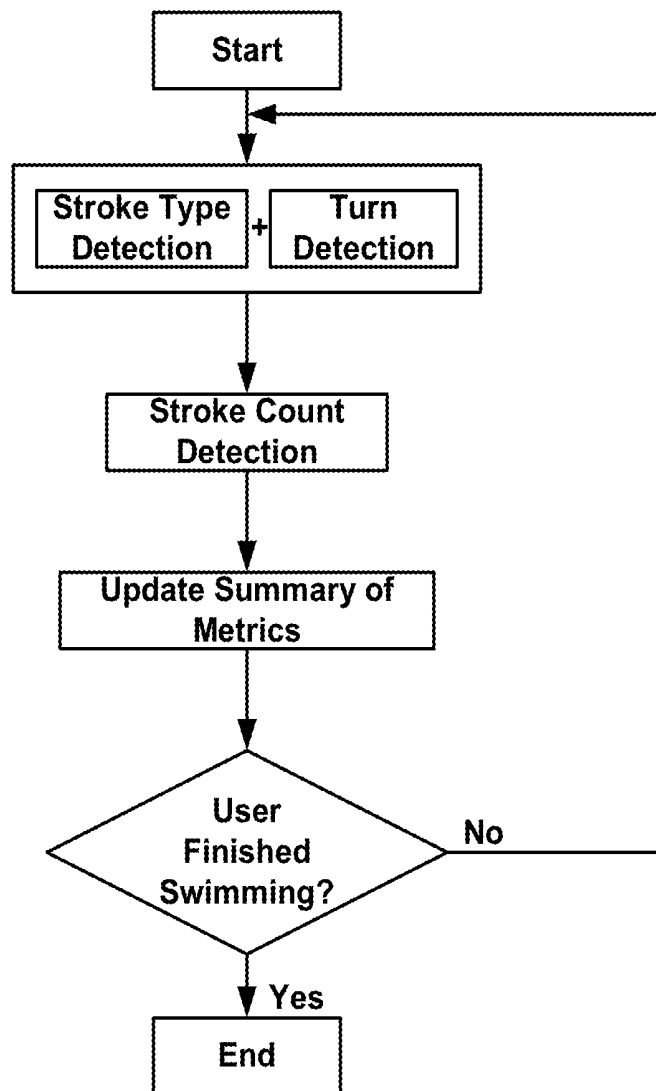 Start
Stroke Type
Detection
+
Turn
Detection
Stroke Count
Detection
Update Summary of
Metrics
User
Finished
Swimming?
No
Yes
End